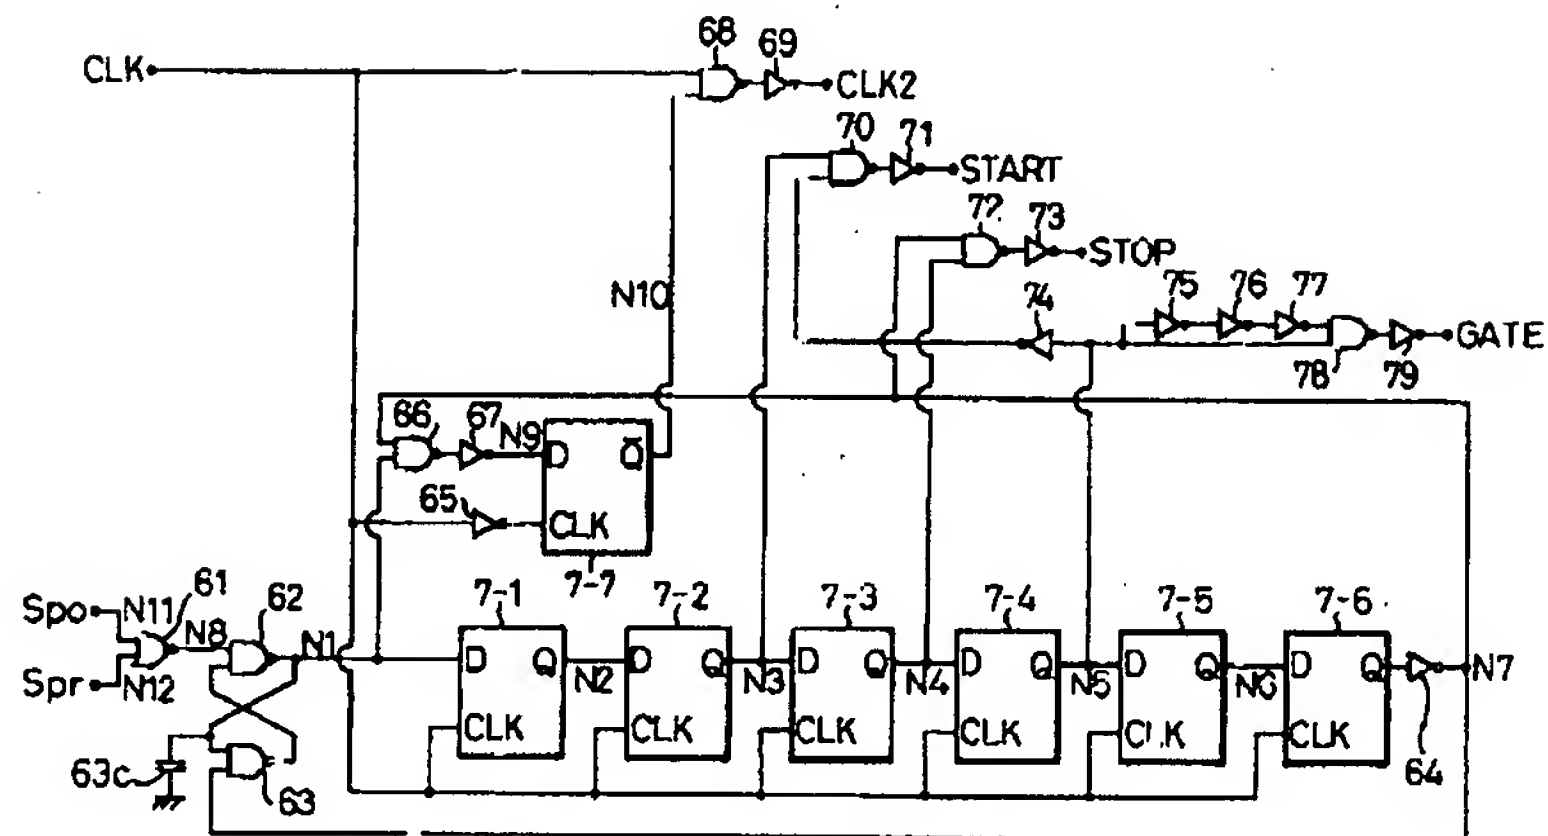 68
69
CLK
CLK2
70
71
START
72
73
STOP
N10
74
75
76
77
GATE
78
79
66
67
N9
D
Q̅
65
CLK
7-7
61
62
7-1
7-2
7-3
7-4
7-5
7-6
Spo
N11
N8
N1
D
Q
N2
D
Q
N3
D
Q
N4
D
Q
N5
D
Q
N6
D
Q
N7
Spr
N12
CLK
CLK
CLK
CLK
CLK
CLK
63c
63
64